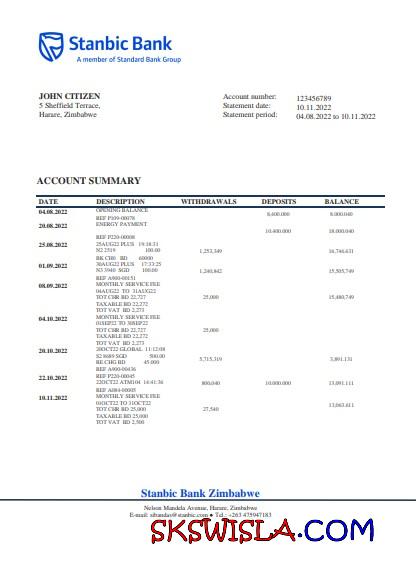 Stanbic Bank
A member of Standard Bank Group
JOHN CITIZEN
5 Sheffield Terrace,
Harare, Zimbabwe
Account number: 123456789
Statement date: 10.11.2022
Statement period: 04.08.2022 to 10.11.2022
ACCOUNT SUMMARY
DATE DESCRIPTION WITHDRAWALS DEPOSITS BALANCE
04.08.2022 OPENING BALANCE 8,400.000 8,000.040
REF P109-00078
20.08.2022 ENERGY PAYMENT 10,400.000 18,000.040
REF P220-00008
25.08.2022 25AUG22 PLUS 19:18:31
N2 2519 100.00 1,253,349 16,746.631
BK CH0 BD 60000
01.09.2022 30AUG22 PLUS 17:33:25
N3 3940 SGD 100.00 1,240,842 15,505,749
REF A900-00151
08.09.2022 MONTHLY SERVICE FEE
04AUG22 TO 31AUG22
TOT CHR BD 22,727 25,000 15,480,749
TAXABLE BD 22,272
TOT VAT BD 2,273
04.10.2022 MONTHLY SERVICE FEE
01SEP22 TO 30SEP22
TOT CHR BD 22,727 25,000
TAXABLE BD 22,272
TOT VAT BD 2,273
20.10.2022 20OCT22 GLOBAL 11:12:08
S2 8689 SGD 500.00
RE CHG BD 45.000 5,715,319 3,891.131
REF A900-00436
22.10.2022 REF P220-00045
22OCT22 ATM104 14:41:36 800,040 10,000.000 13,091.111
REF A084-00005
10.11.2022 MONTHLY SERVICE FEE
01OCT22 TO 31OCT22
TOT CHR BD 25,000 27,540 13,063.611
TAXABLE BD 25,000
TOT VAT BD 2,500
Stanbic Bank Zimbabwe
Nelson Mandela Avenue, Harare, Zimbabwe
E-mail: sibandas@stanbic.com ● Tel.: +263 475947183
SKSWISLA.COM